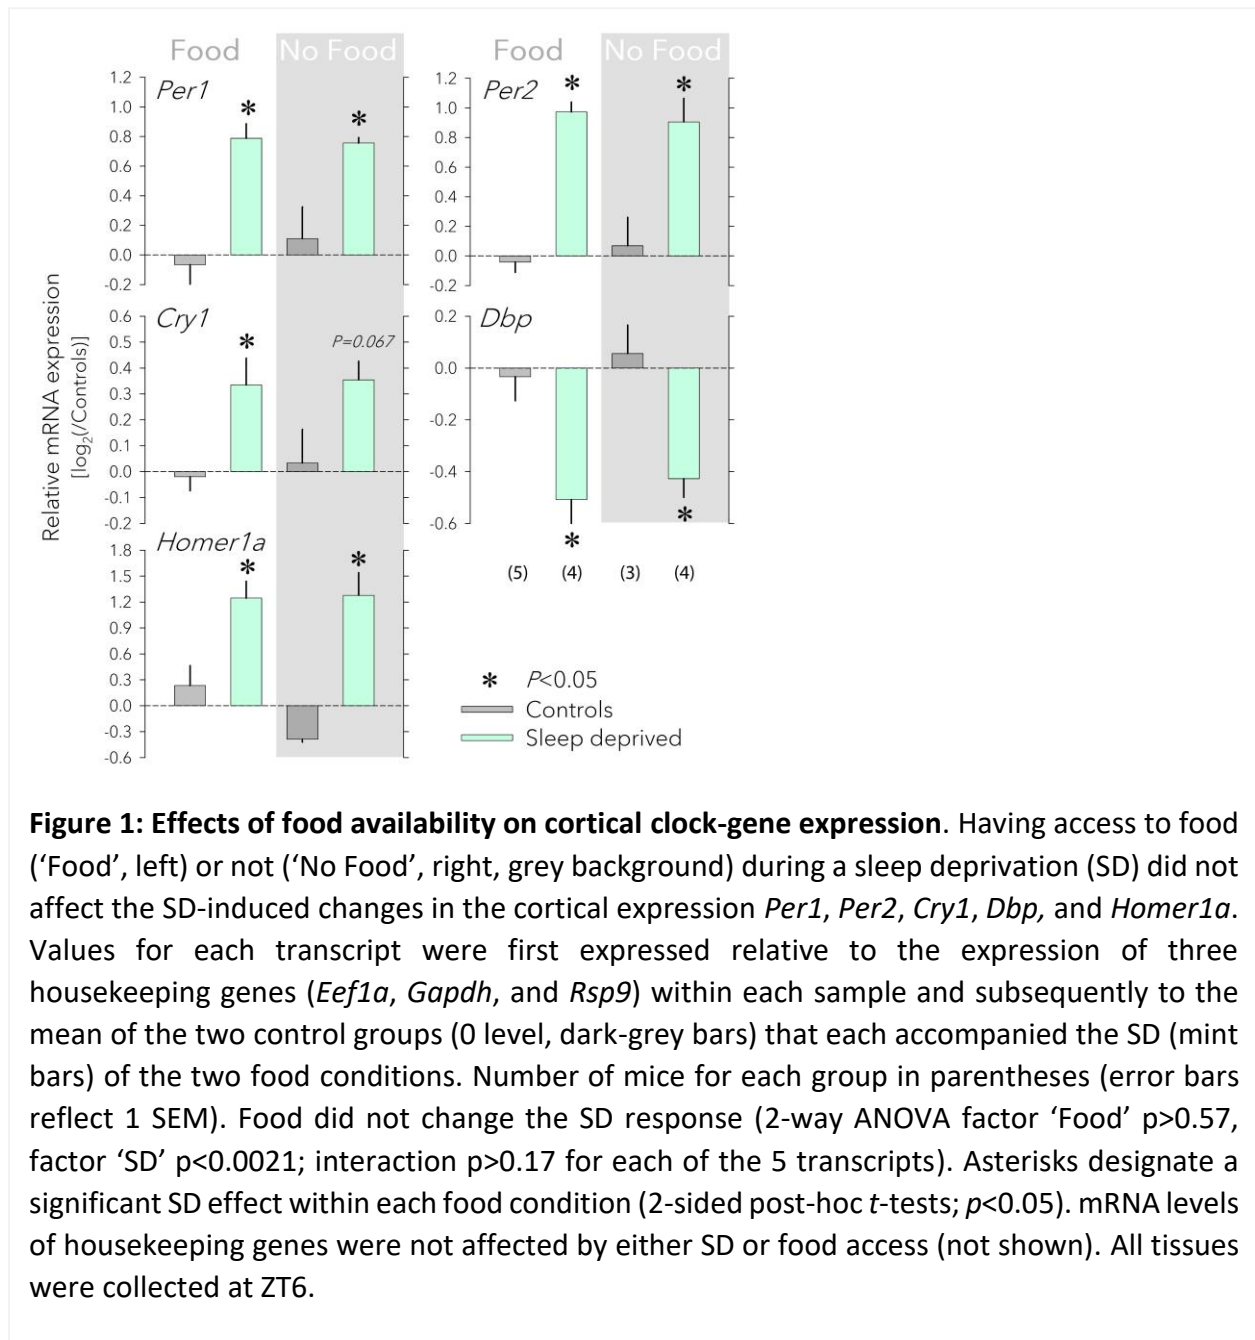 Food
No Food
Food
No Food
Per1
1.2
1.0
0.8
0.6
0.4
0.2
0.0
-0.2
*
*
Per2
1.2
1.0
0.8
0.6
0.4
0.2
0.0
-0.2
*
*
Relative mRNA expression
[log2(/Controls)]
Cry1
0.6
0.5
0.4
0.3
0.2
0.1
0.0
-0.1
-0.2
*
P=0.067
Dbp
0.2
0.0
-0.2
-0.4
-0.6
*
*
(5) (4) (3) (4)
Homer1a
1.8
1.5
1.2
0.9
0.6
0.3
0.0
-0.3
-0.6
*
*
* P<0.05
Controls
Sleep deprived
Figure 1: Effects of food availability on cortical clock-gene expression. Having access to food
(‘Food’, left) or not (‘No Food’, right, grey background) during a sleep deprivation (SD) did not
affect the SD-induced changes in the cortical expression Per1, Per2, Cry1, Dbp, and Homer1a.
Values for each transcript were first expressed relative to the expression of three
housekeeping genes (Eef1a, Gapdh, and Rsp9) within each sample and subsequently to the
mean of the two control groups (0 level, dark-grey bars) that each accompanied the SD (mint
bars) of the two food conditions. Number of mice for each group in parentheses (error bars
reflect 1 SEM). Food did not change the SD response (2-way ANOVA factor ‘Food’ p>0.57,
factor ‘SD’ p<0.0021; interaction p>0.17 for each of the 5 transcripts). Asterisks designate a
significant SD effect within each food condition (2-sided post-hoc t-tests; p<0.05). mRNA levels
of housekeeping genes were not affected by either SD or food access (not shown). All tissues
were collected at ZT6.